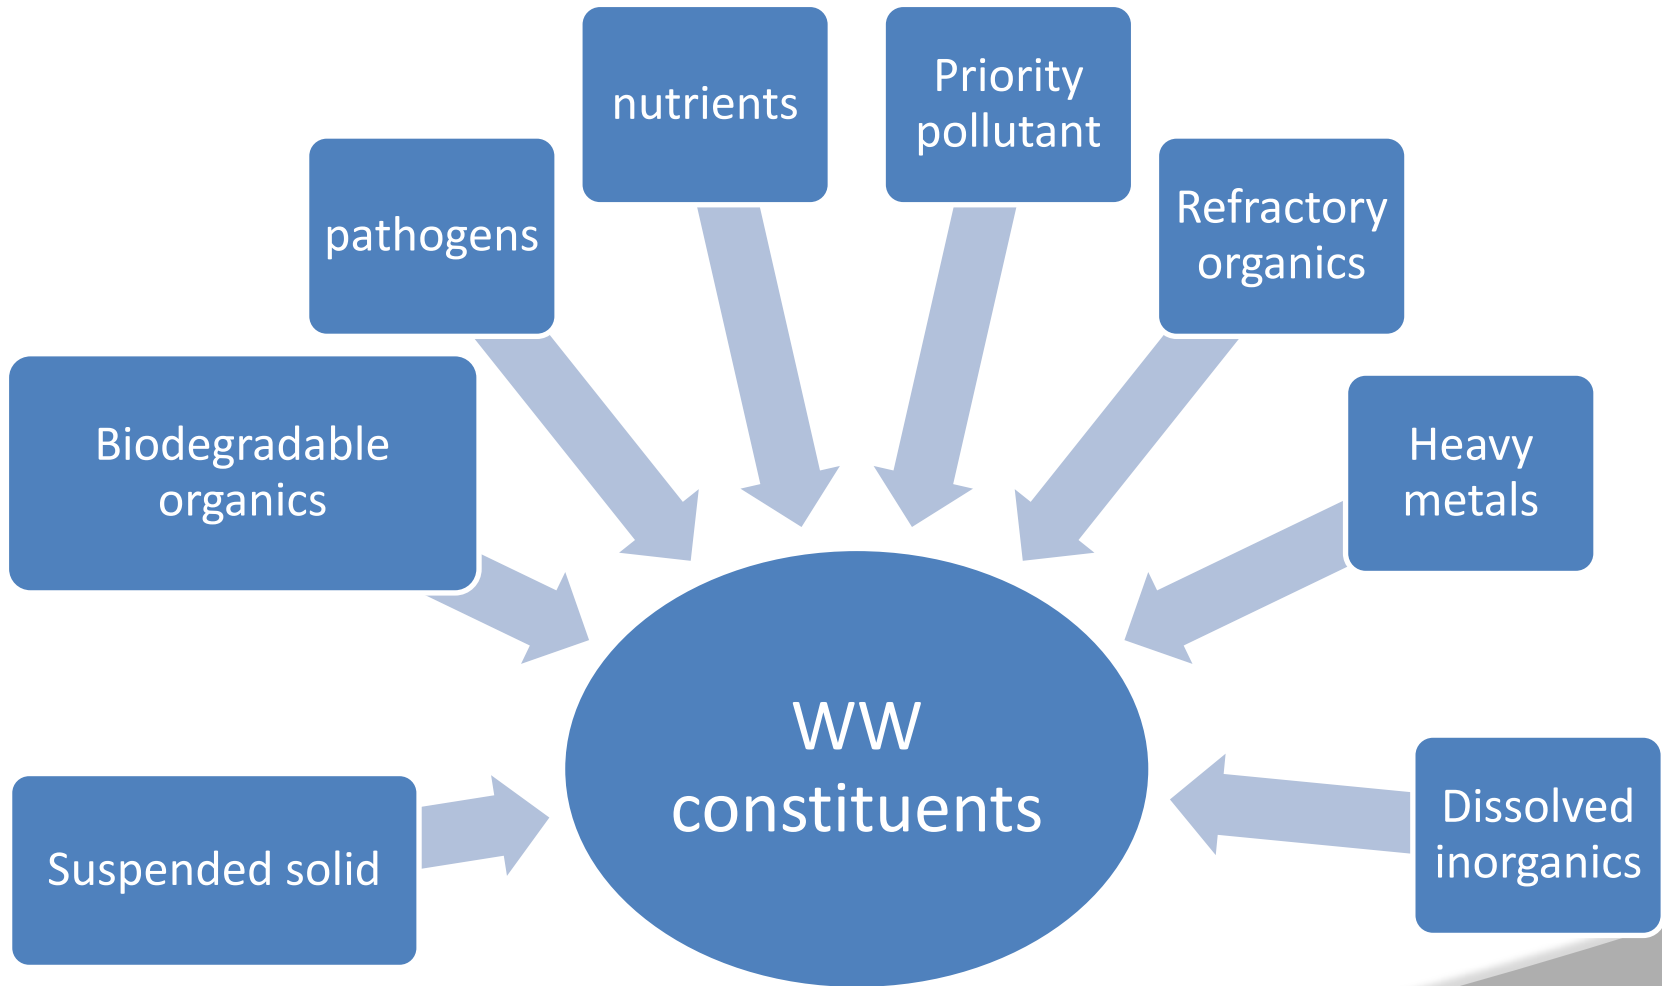 nutrients
Priority
pollutant
pathogens
Refractory
organics
Biodegradable
organics
Heavy
metals
WW
constituents
Suspended solid
Dissolved
inorganics